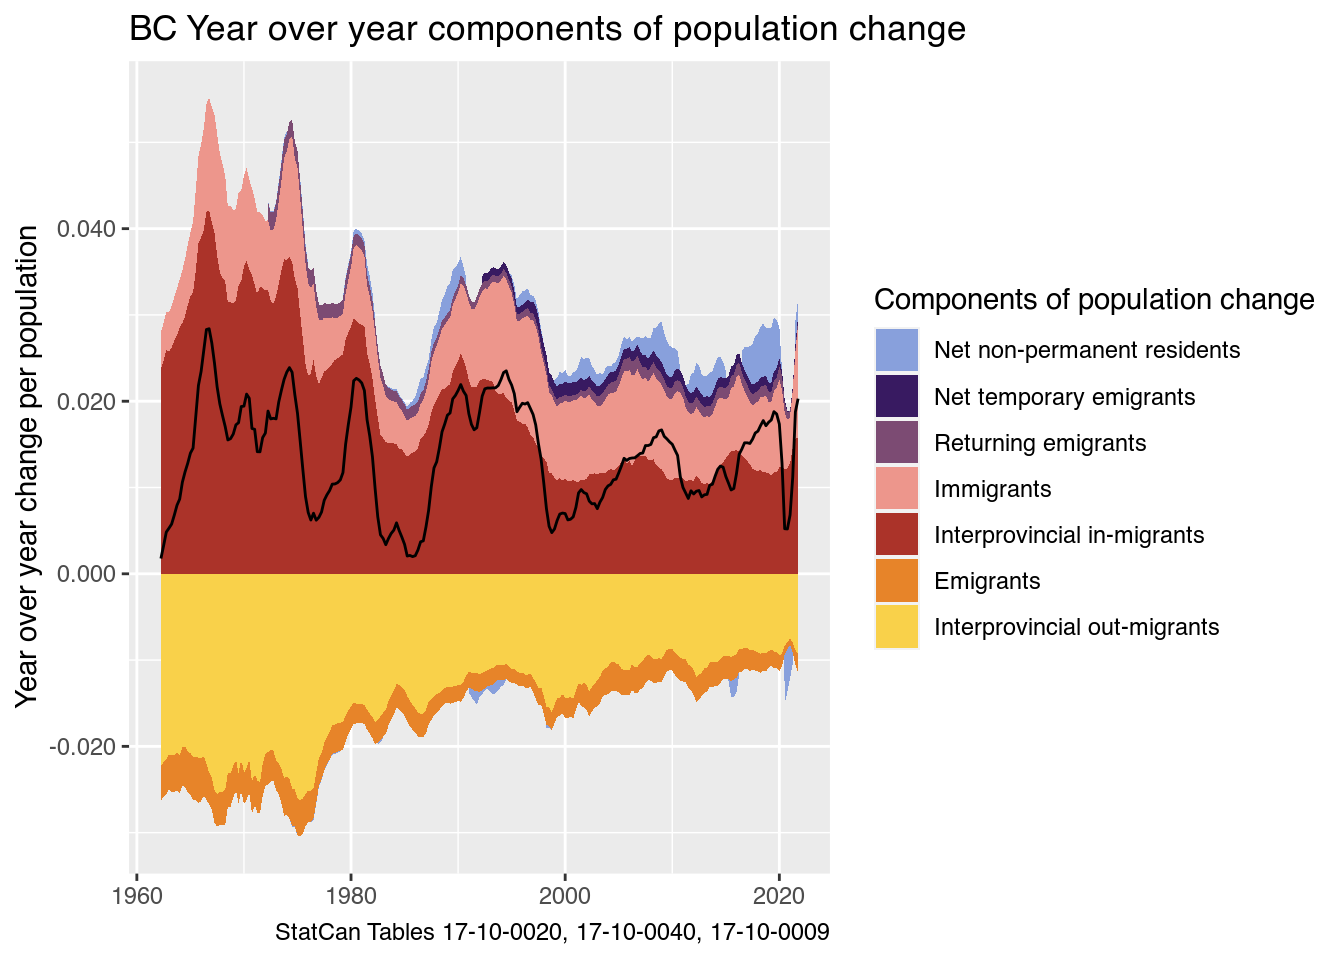 BC Year over year components of population change
Year over year change per population
0.040
0.020
0.000
-0.020
1960
1980
2000
2020
Components of population change
Net non-permanent residents
Net temporary emigrants
Returning emigrants
Immigrants
Interprovincial in-migrants
Emigrants
Interprovincial out-migrants
StatCan Tables 17-10-0020, 17-10-0040, 17-10-0009